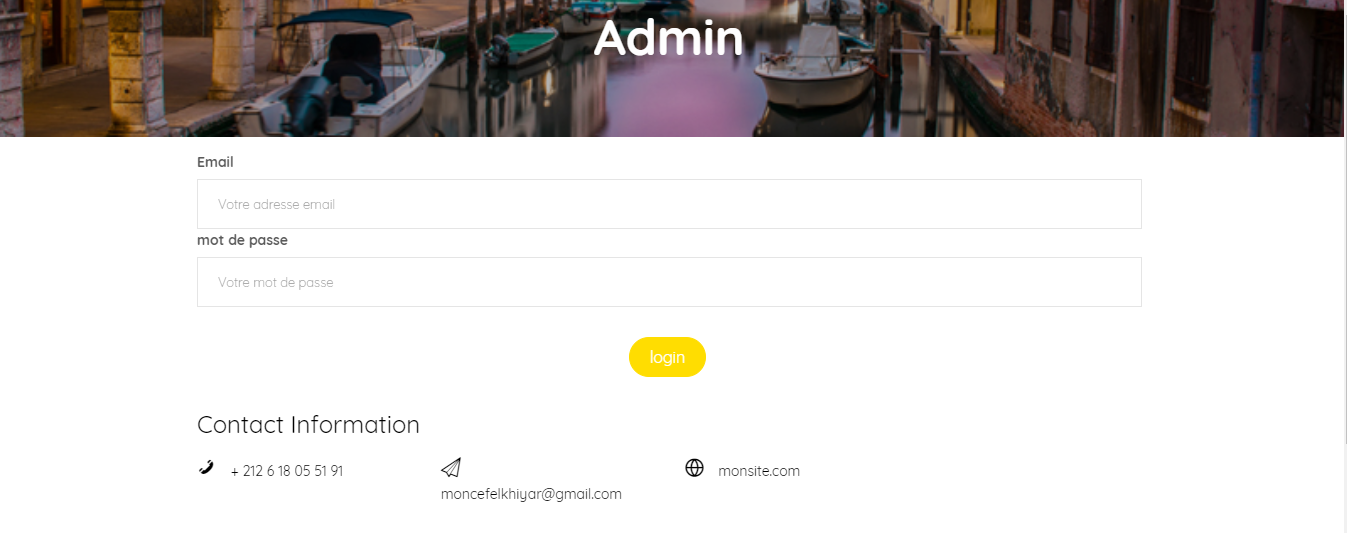 Admin
Email
Votre adresse email
mot de passe
Votre mot de passe
login
Contact Information
+ 212 6 18 05 51 91
moncefelkhiyar@gmail.com
monsite.com